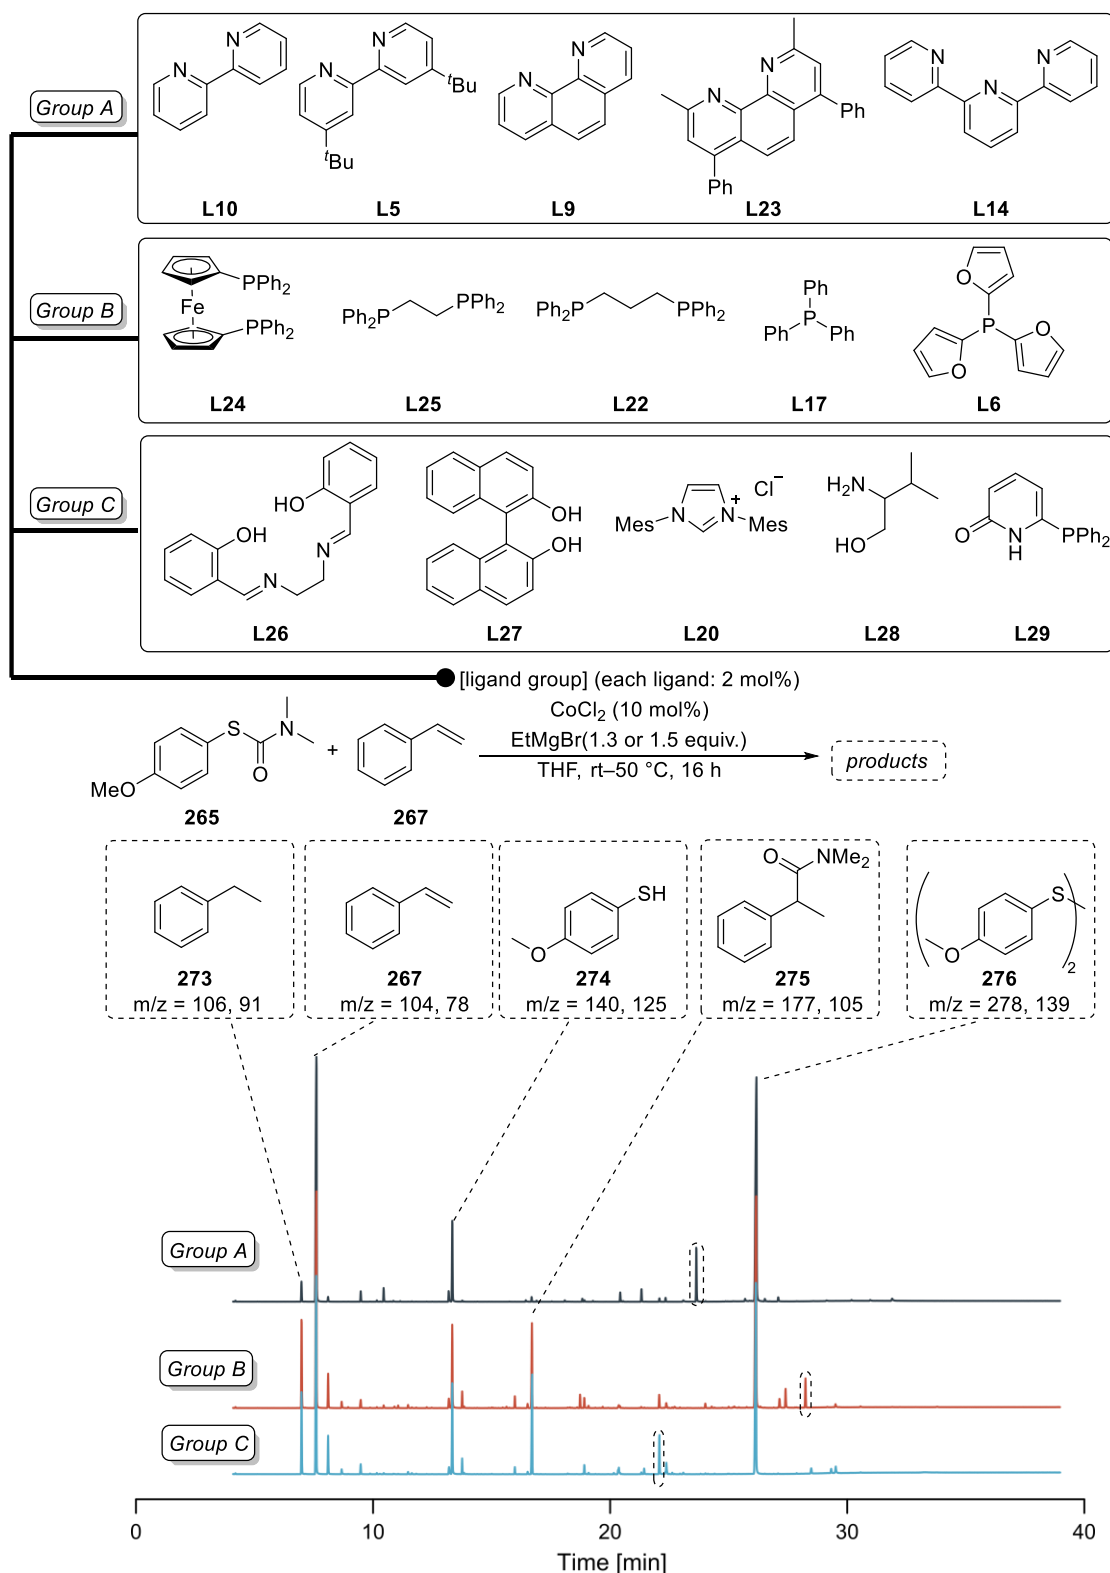 Group A
N
N
N
N
tBu
tBu
N
N
N
N
Ph
Ph
N
N
N
L10 L5 L9 L23 L14
Group B
Fe
PPh2
PPh2
Ph2P
PPh2
Ph2P
PPh2
Ph
Ph
P
Ph
O
P
O
O
L24 L25 L22 L17 L6
Group C
HO
OH
N
N
OH
OH
Mes
N
N
+
Mes
Cl−
H2N
HO
O
N
H
PPh2
L26 L27 L20 L28 L29
[ligand group] (each ligand: 2 mol%)
CoCl2 (10 mol%)
EtMgBr(1.3 or 1.5 equiv.)
THF, rt–50 °C, 16 h
MeO
S
N
O
+
products
265 267
SH
O
O
NMe2
S
O
2
273 267 274 275 276
m/z = 106, 91 m/z = 104, 78 m/z = 140, 125 m/z = 177, 105 m/z = 278, 139
Group A
Group B
Group C
0 10 20 30 40
Time [min]